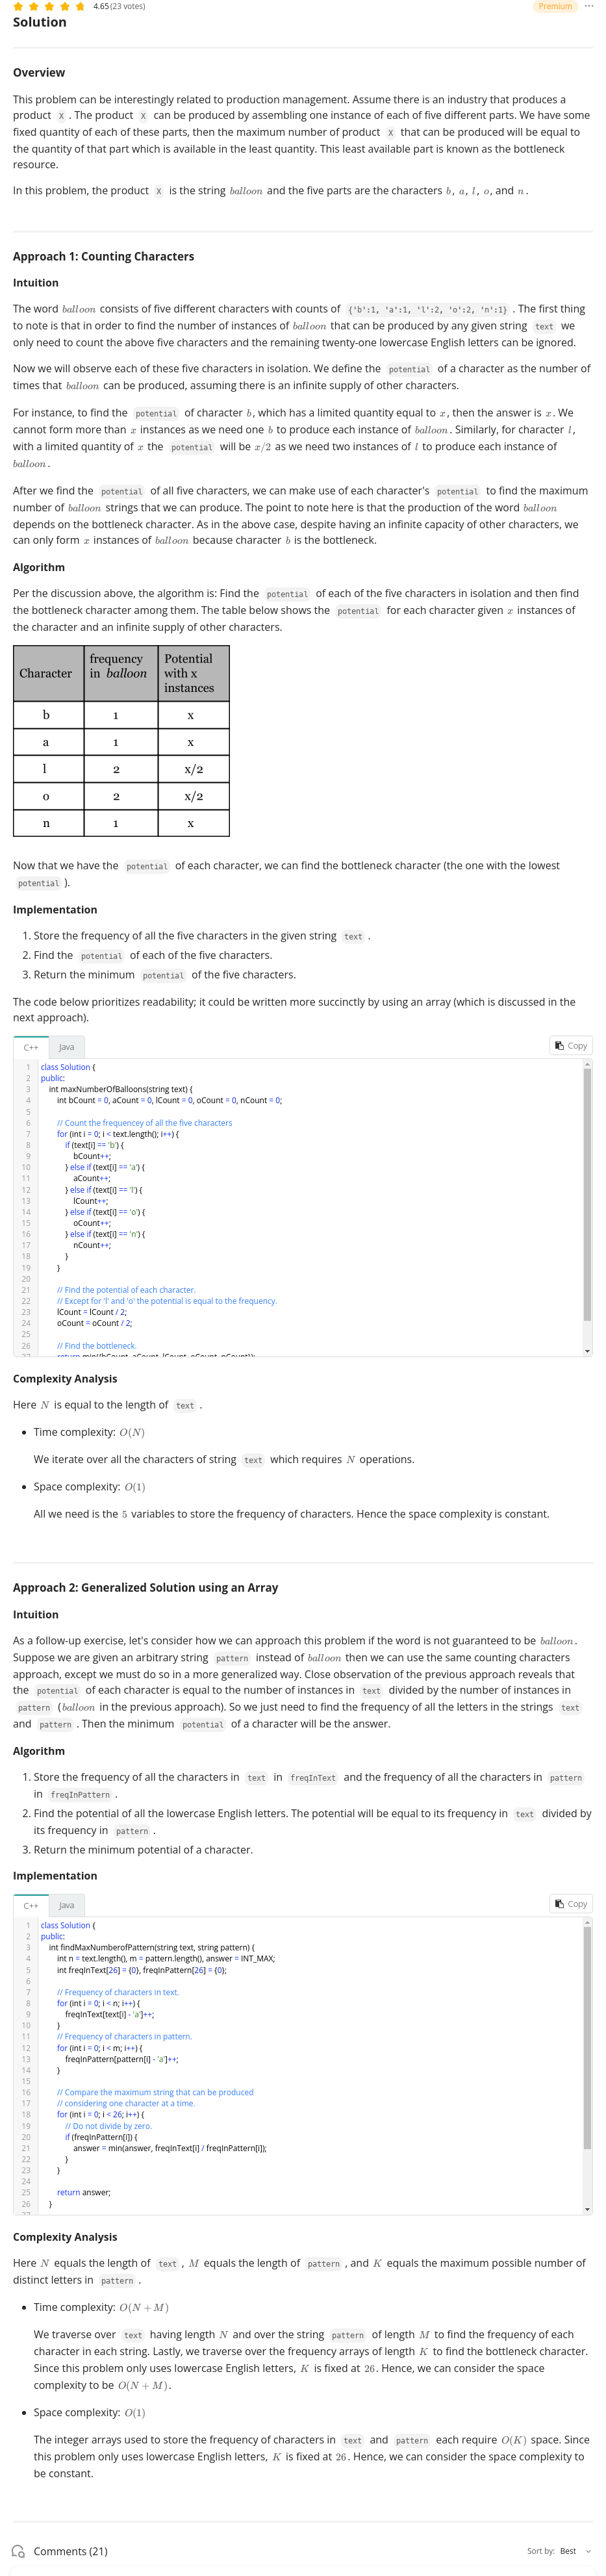 4.65 (23 votes)
Premium
Solution
Overview
This problem can be interestingly related to production management. Assume there is an industry that produces a
product X . The product X can be produced by assembling one instance of each of five different parts. We have some
fixed quantity of each of these parts, then the maximum number of product X that can be produced will be equal to
the quantity of that part which is available in the least quantity. This least available part is known as the bottleneck
resource.
In this problem, the product X is the string balloon and the five parts are the characters b, a, l, o, and n.
Approach 1: Counting Characters
Intuition
The word balloon consists of five different characters with counts of {'b':1, 'a':1, 'l':2, 'o':2, 'n':1} . The first thing
to note is that in order to find the number of instances of balloon that can be produced by any given string text we
only need to count the above five characters and the remaining twenty-one lowercase English letters can be ignored.
Now we will observe each of these five characters in isolation. We define the potential of a character as the number of
times that balloon can be produced, assuming there is an infinite supply of other characters.
For instance, to find the potential of character b, which has a limited quantity equal to x, then the answer is x. We
cannot form more than x instances as we need one b to produce each instance of balloon. Similarly, for character l,
with a limited quantity of x the potential will be x/2 as we need two instances of l to produce each instance of
balloon.
After we find the potential of all five characters, we can make use of each character's potential to find the maximum
number of balloon strings that we can produce. The point to note here is that the production of the word balloon
depends on the bottleneck character. As in the above case, despite having an infinite capacity of other characters, we
can only form x instances of balloon because character b is the bottleneck.
Algorithm
Per the discussion above, the algorithm is: Find the potential of each of the five characters in isolation and then find
the bottleneck character among them. The table below shows the potential for each character given x instances of
the character and an infinite supply of other characters.
Character frequency in balloon Potential with x instances
b 1 x
a 1 x
l 2 x/2
o 2 x/2
n 1 x
Now that we have the potential of each character, we can find the bottleneck character (the one with the lowest
potential ).
Implementation
1. Store the frequency of all the five characters in the given string text .
2. Find the potential of each of the five characters.
3. Return the minimum potential of the five characters.
The code below prioritizes readability; it could be written more succinctly by using an array (which is discussed in the
next approach).
C++ Java Copy
1 class Solution {
2 public:
3 int maxNumberOfBalloons(string text) {
4 int bCount = 0, aCount = 0, lCount = 0, oCount = 0, nCount = 0;
5
6 // Count the frequencey of all the five characters
7 for (int i = 0; i < text.length(); i++) {
8 if (text[i] == 'b') {
9 bCount++;
10 } else if (text[i] == 'a') {
11 aCount++;
12 } else if (text[i] == 'l') {
13 lCount++;
14 } else if (text[i] == 'o') {
15 oCount++;
16 } else if (text[i] == 'n') {
17 nCount++;
18 }
19 }
20
21 // Find the potential of each character.
22 // Except for 'l' and 'o' the potential is equal to the frequency.
23 lCount = lCount / 2;
24 oCount = oCount / 2;
25
26 // Find the bottleneck.
Complexity Analysis
Here N is equal to the length of text .
• Time complexity: O(N)
We iterate over all the characters of string text which requires N operations.
• Space complexity: O(1)
All we need is the 5 variables to store the frequency of characters. Hence the space complexity is constant.
Approach 2: Generalized Solution using an Array
Intuition
As a follow-up exercise, let's consider how we can approach this problem if the word is not guaranteed to be balloon.
Suppose we are given an arbitrary string pattern instead of balloon then we can use the same counting characters
approach, except we must do so in a more generalized way. Close observation of the previous approach reveals that
the potential of each character is equal to the number of instances in text divided by the number of instances in
pattern (balloon in the previous approach). So we just need to find the frequency of all the letters in the strings text
and pattern . Then the minimum potential of a character will be the answer.
Algorithm
1. Store the frequency of all the characters in text in freqInText and the frequency of all the characters in pattern
in freqInPattern .
2. Find the potential of all the lowercase English letters. The potential will be equal to its frequency in text divided by
its frequency in pattern .
3. Return the minimum potential of a character.
Implementation
C++ Java Copy
1 class Solution {
2 public:
3 int findMaxNumberofPattern(string text, string pattern) {
4 int n = text.length(), m = pattern.length(), answer = INT_MAX;
5 int freqInText[26] = {0}, freqInPattern[26] = {0};
6
7 // Frequency of characters in text.
8 for (int i = 0; i < n; i++) {
9 freqInText[text[i] - 'a']++;
10 }
11 // Frequency of characters in pattern.
12 for (int i = 0; i < m; i++) {
13 freqInPattern[pattern[i] - 'a']++;
14 }
15
16 // Compare the maximum string that can be produced
17 // considering one character at a time.
18 for (int i = 0; i < 26; i++) {
19 // Do not divide by zero.
20 if (freqInPattern[i]) {
21 answer = min(answer, freqInText[i] / freqInPattern[i]);
22 }
23 }
24
25 return answer;
26 }
Complexity Analysis
Here N equals the length of text , M equals the length of pattern , and K equals the maximum possible number of
distinct letters in pattern .
• Time complexity: O(N + M)
We traverse over text having length N and over the string pattern of length M to find the frequency of each
character in each string. Lastly, we traverse over the frequency arrays of length K to find the bottleneck character.
Since this problem only uses lowercase English letters, K is fixed at 26. Hence, we can consider the space
complexity to be O(N + M).
• Space complexity: O(1)
The integer arrays used to store the frequency of characters in text and pattern each require O(K) space. Since
this problem only uses lowercase English letters, K is fixed at 26. Hence, we can consider the space complexity to
be constant.
Comments (21)
Sort by: Best